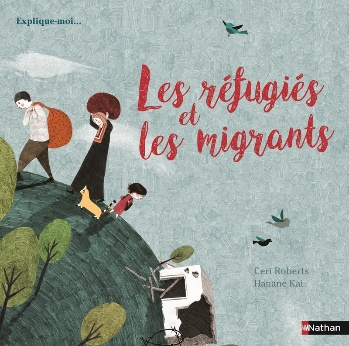 Explique-moi...
Les réfugiés
et
les migrants
Ceri Roberts
Hanane Kai
Nathan